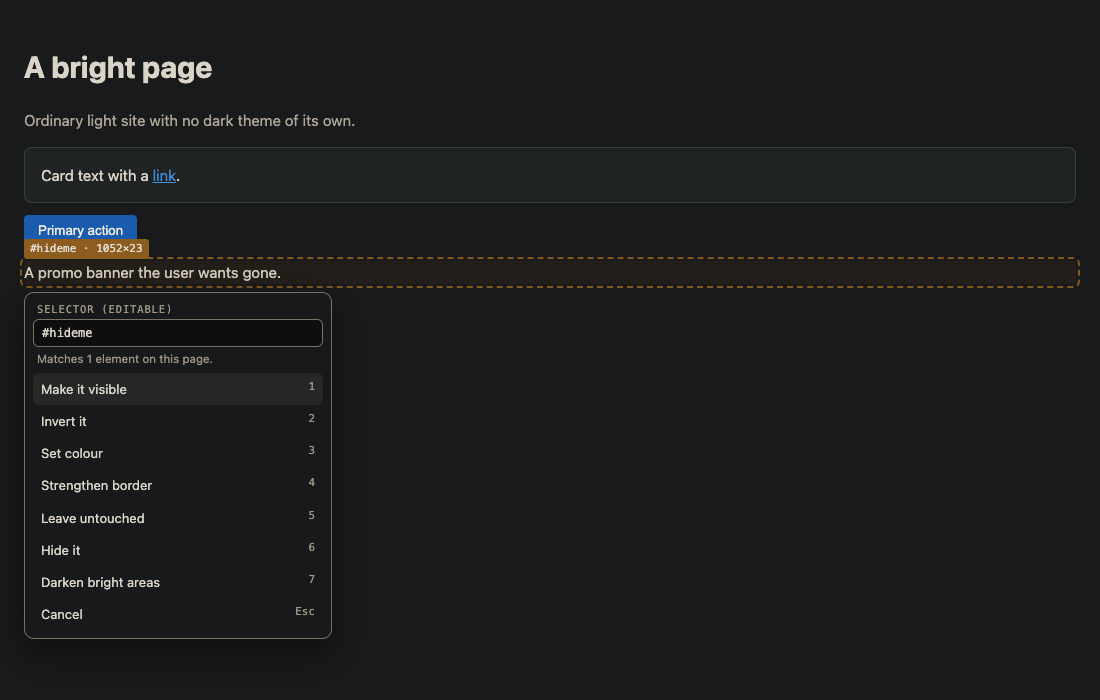 A bright page
Ordinary light site with no dark theme of its own.
Card text with a link.
Primary action
#hideme · 1052×23
A promo banner the user wants gone.
SELECTOR (EDITABLE)
#hideme
Matches 1 element on this page.
Make it visible 1
Invert it 2
Set colour 3
Strengthen border 4
Leave untouched 5
Hide it 6
Darken bright areas 7
Cancel Esc